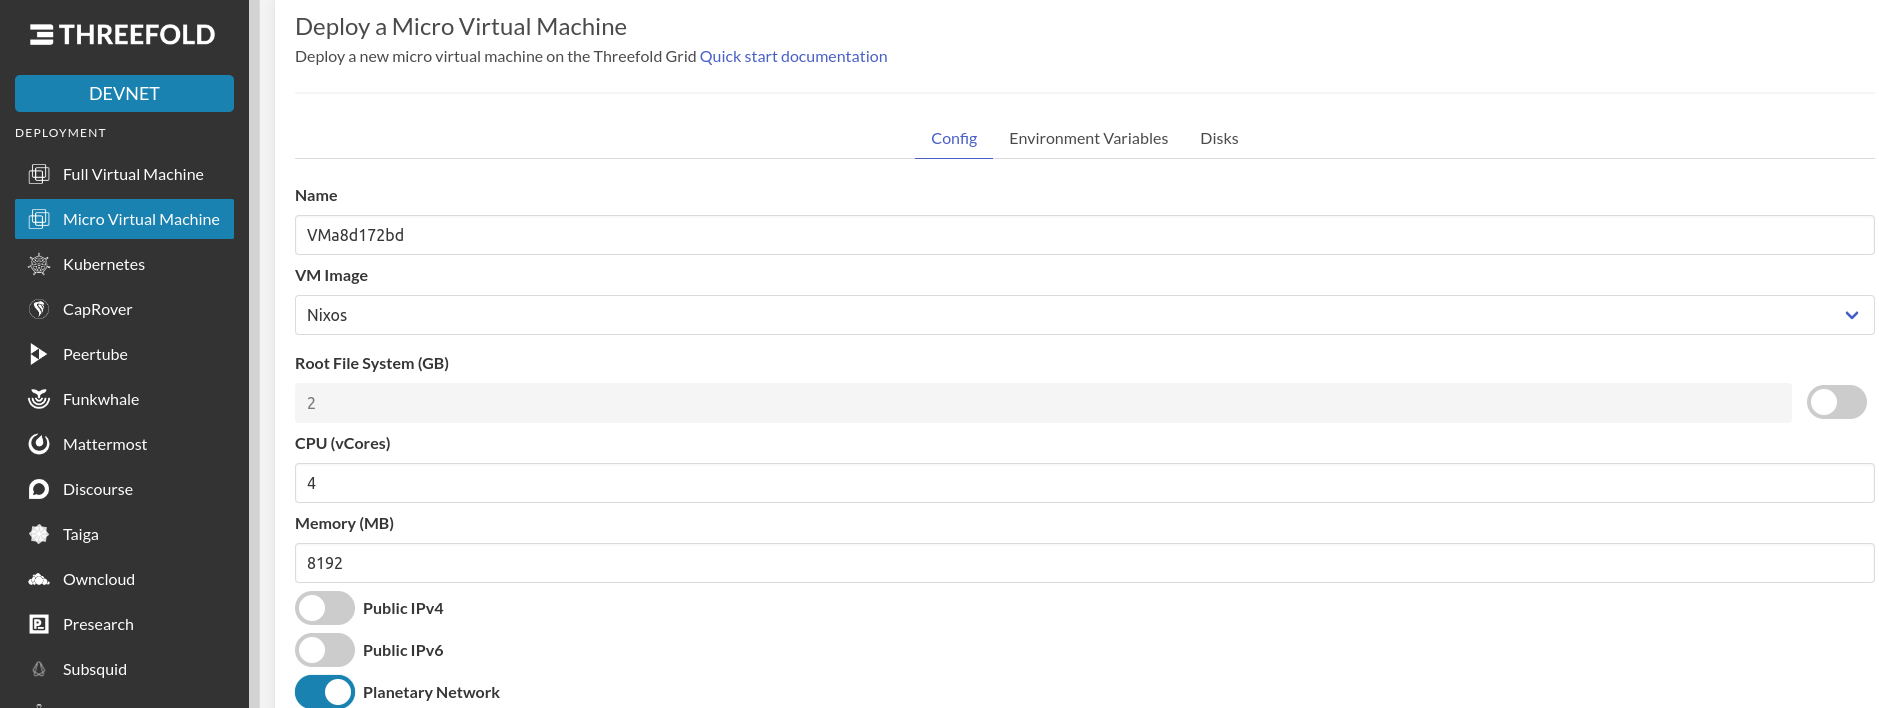 THREEFOLD
DEVNET
DEPLOYMENT
Full Virtual Machine
Micro Virtual Machine
Kubernetes
CapRover
Peertube
Funkwhale
Mattermost
Discourse
Taiga
Owncloud
Presearch
Subsquid
Deploy a Micro Virtual Machine
Deploy a new micro virtual machine on the Threefold Grid Quick start documentation
Config Environment Variables Disks
Name
VMa8d172bd
VM Image
Nixos
Root File System (GB)
2
CPU (vCores)
4
Memory (MB)
8192
Public IPv4
Public IPv6
Planetary Network